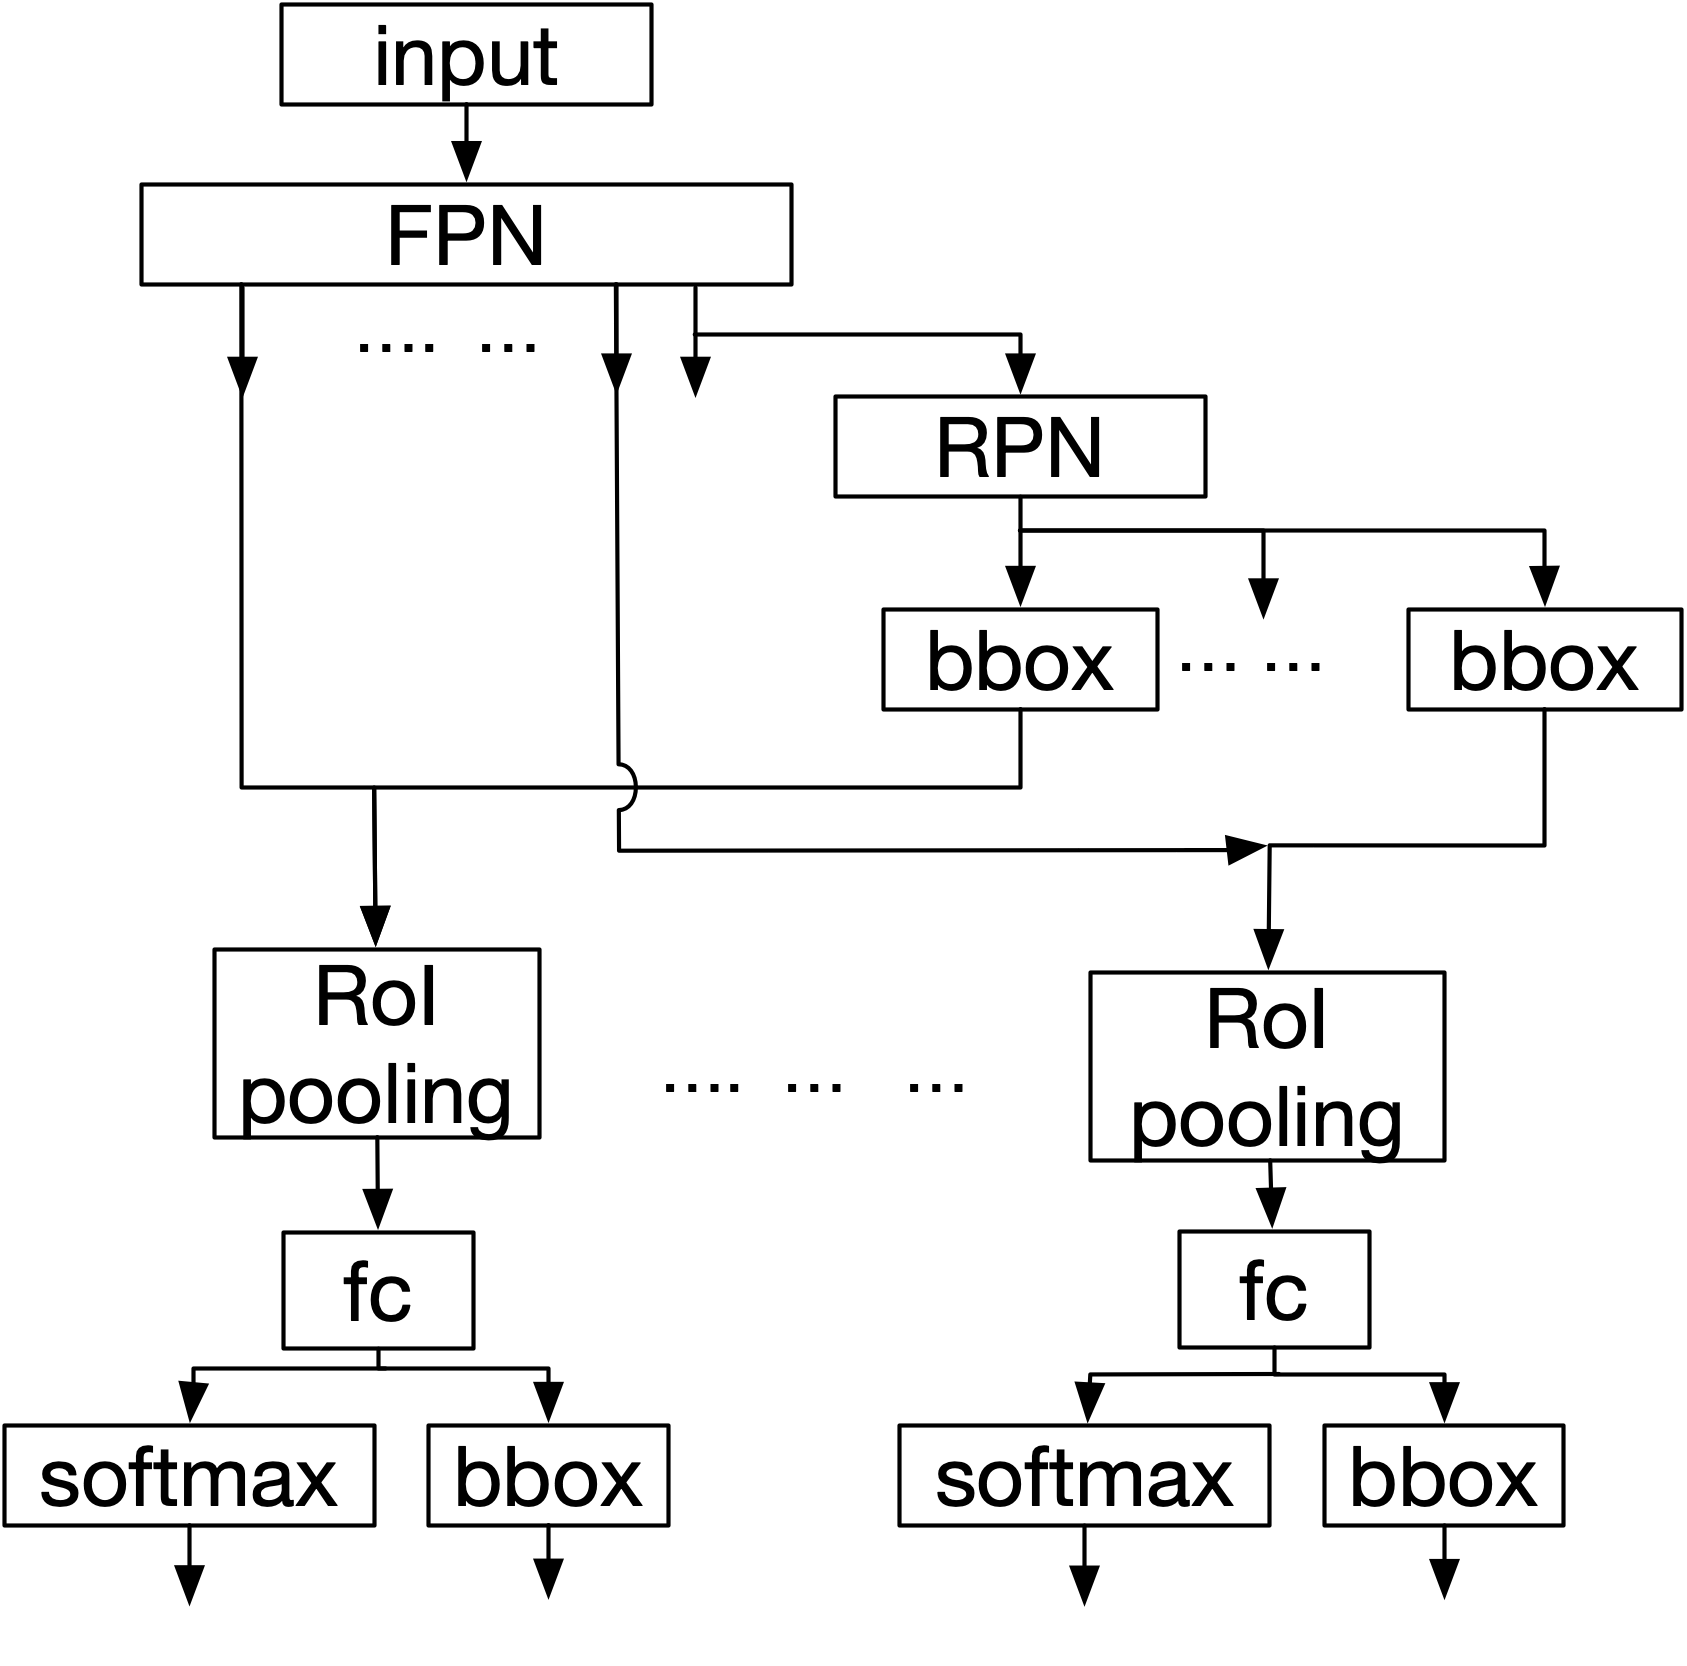 input
FPN
.... ...
RPN
bbox
... ...
bbox
RoI
pooling
.... ... ...
RoI
pooling
fc
fc
softmax
bbox
softmax
bbox